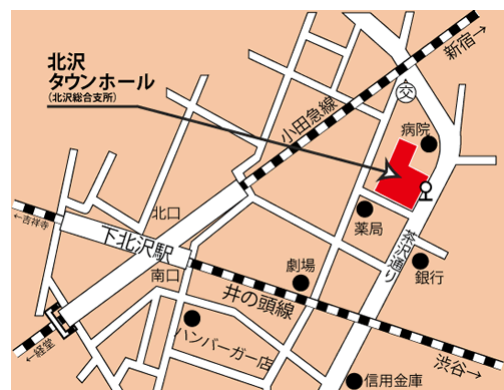 北沢
タウンホール
(北沢総合支所)
新宿→
小田急線
交
病院
←吉祥寺
北口
下北沢駅
南口
薬局
茶沢通り
銀行
劇場
井の頭線
ハンバーガー店
←経堂
渋谷→
信用金庫